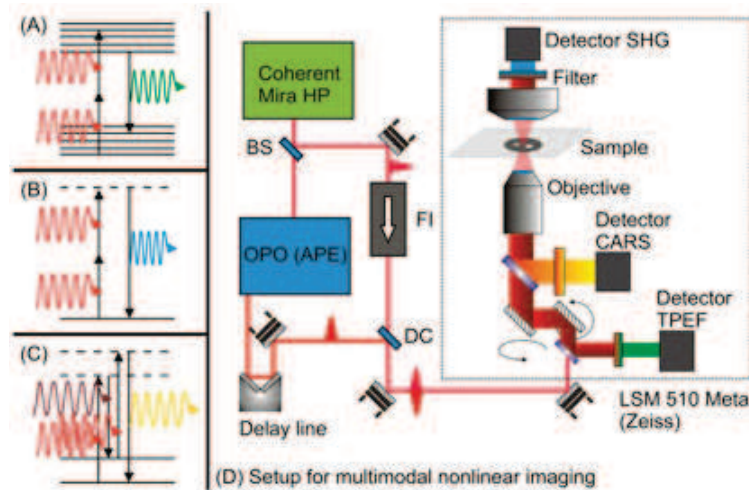 (A)
(B)
(C)
Coherent
Mira HP
BS
OPO (APE)
FI
DC
Delay line
Detector SHG
Filter
Sample
Objective
Detector
CARS
Detector
TPEF
LSM 510 Meta
(Zeiss)
(D) Setup for multimodal nonlinear imaging